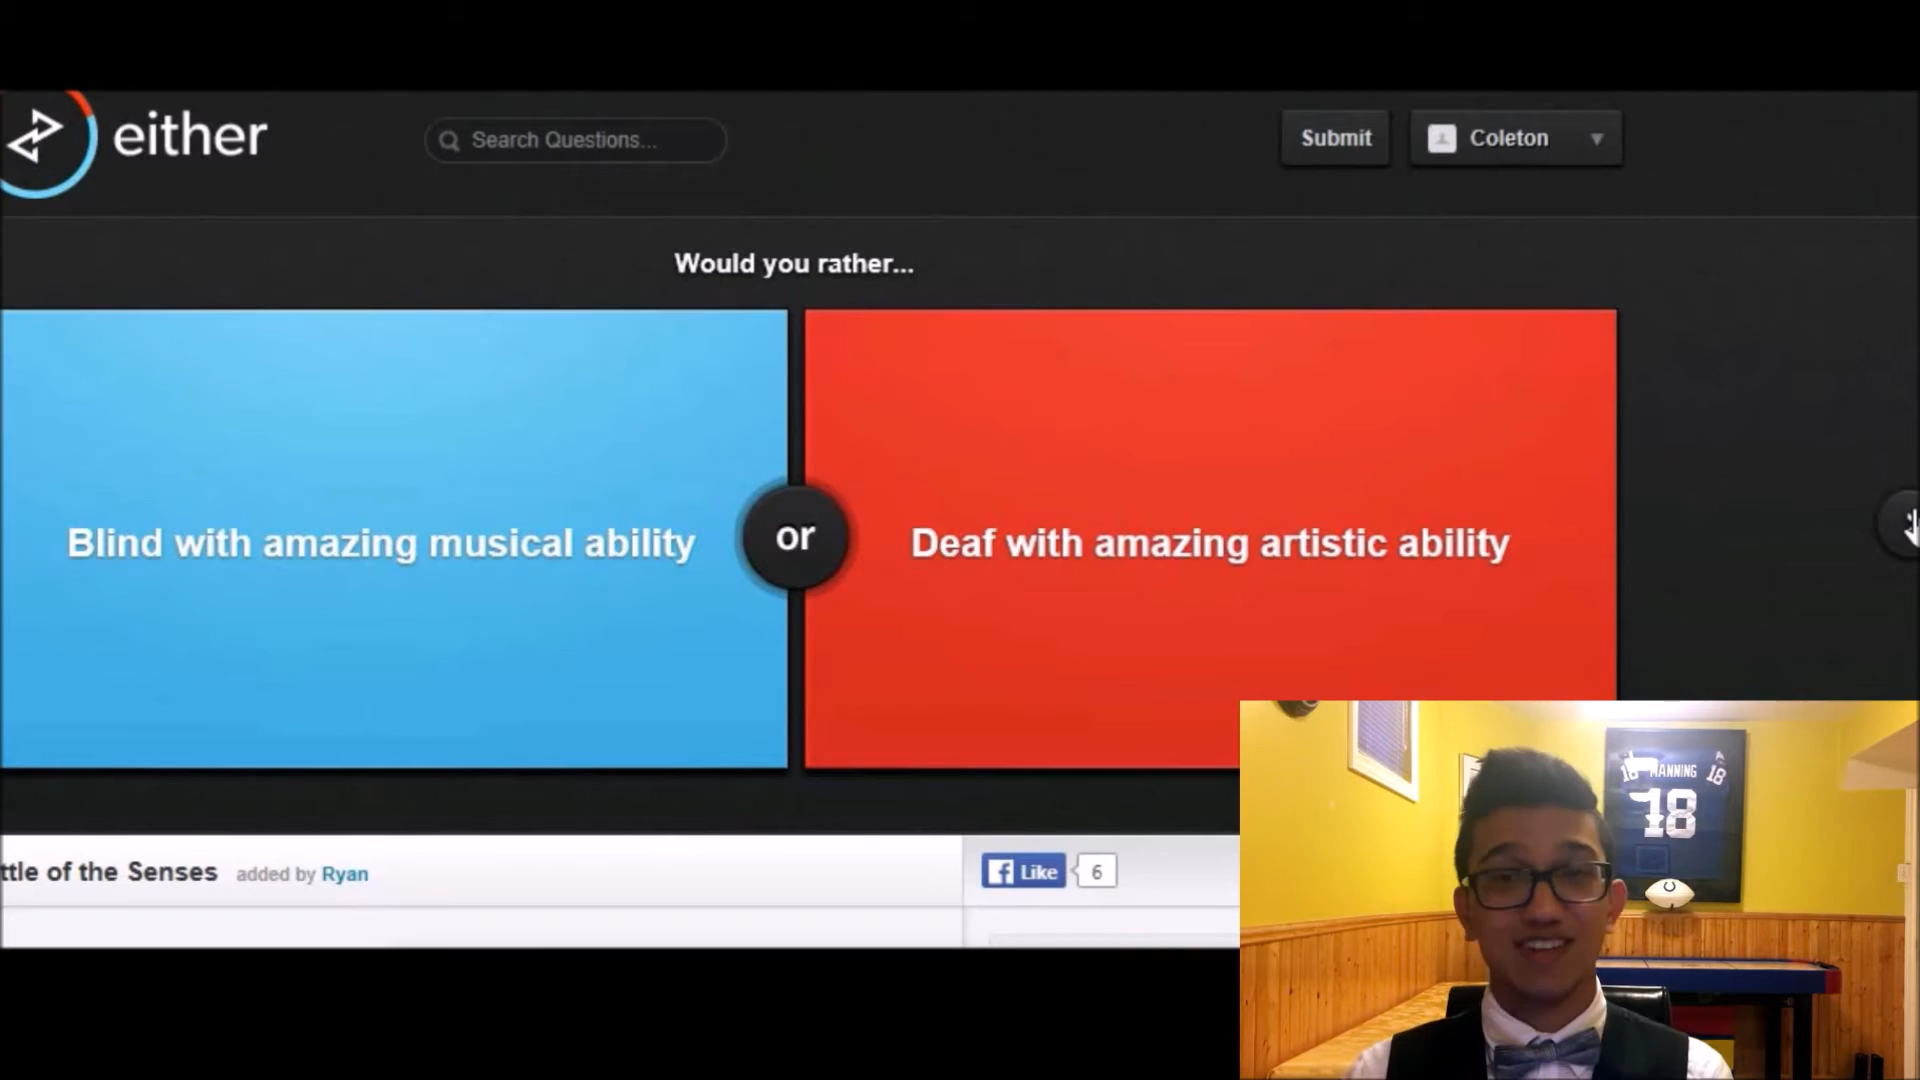 either
Search Questions...
Submit
Coleton
Would you rather...
Blind with amazing musical ability
or
Deaf with amazing artistic ability
ttle of the Senses added by Ryan
Like 6
18 MANNING 18
18